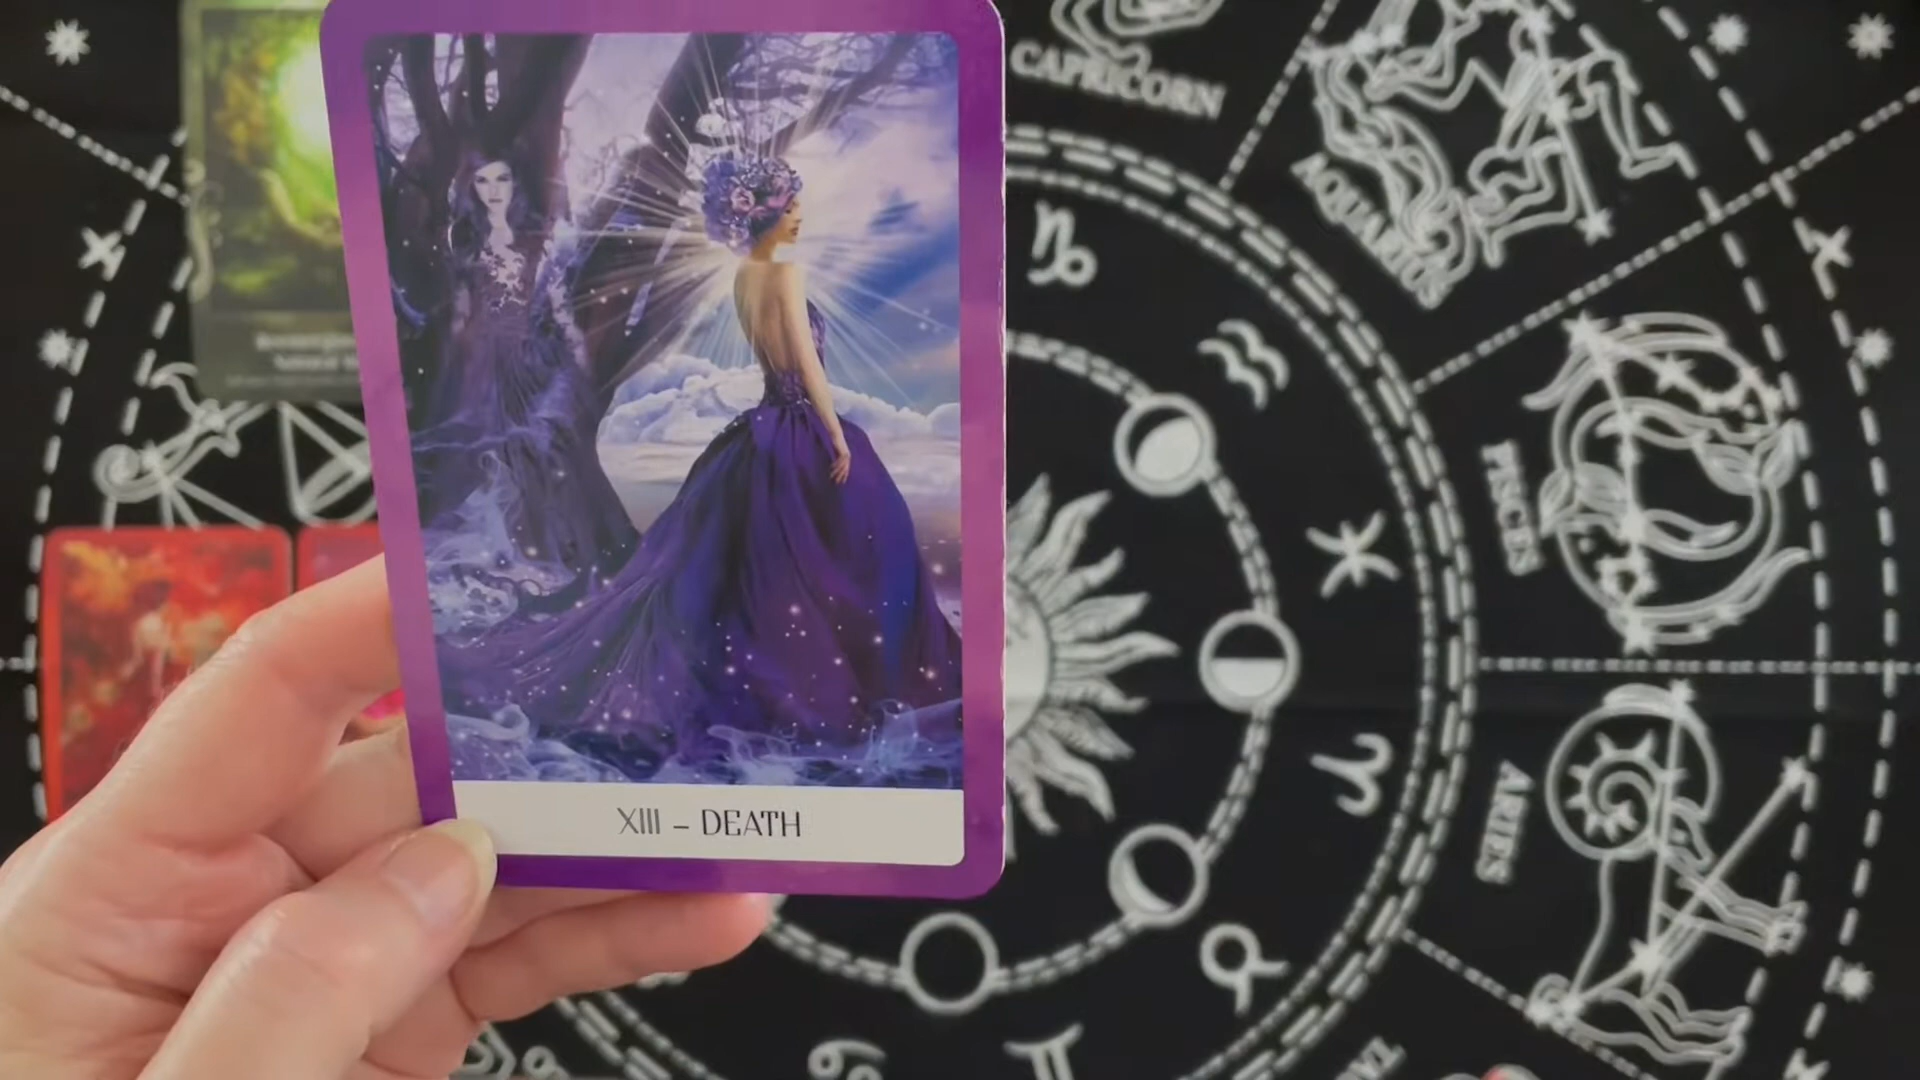 CAPRICORN
AQUARIUS
PISCES
XIII – DEATH
ARIES